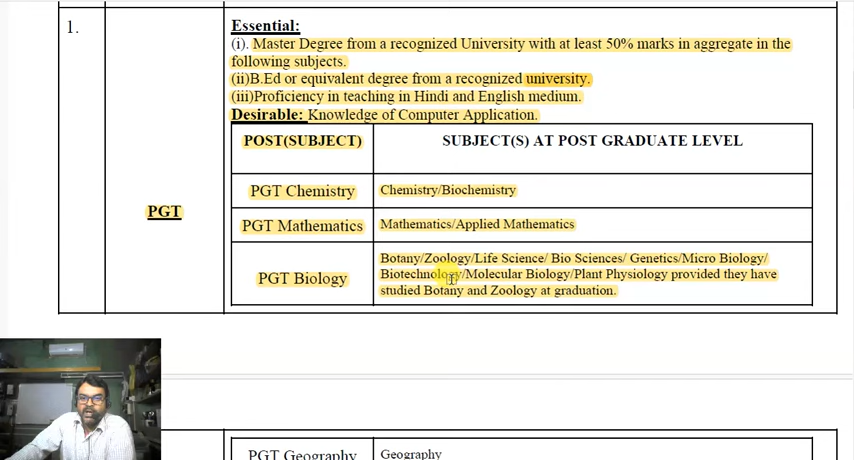 1.
Essential:
(i). Master Degree from a recognized University with at least 50% marks in aggregate in the
following subjects.
(ii)B.Ed or equivalent degree from a recognized university.
(iii)Proficiency in teaching in Hindi and English medium.
Desirable: Knowledge of Computer Application.
POST(SUBJECT) SUBJECT(S) AT POST GRADUATE LEVEL
PGT
PGT Chemistry Chemistry/Biochemistry
PGT Mathematics Mathematics/Applied Mathematics
PGT Biology
Botany/Zoology/Life Science/ Bio Sciences/ Genetics/Micro Biology/
Biotechnology/Molecular Biology/Plant Physiology provided they have
studied Botany and Zoology at graduation.
PGT Geography Geography